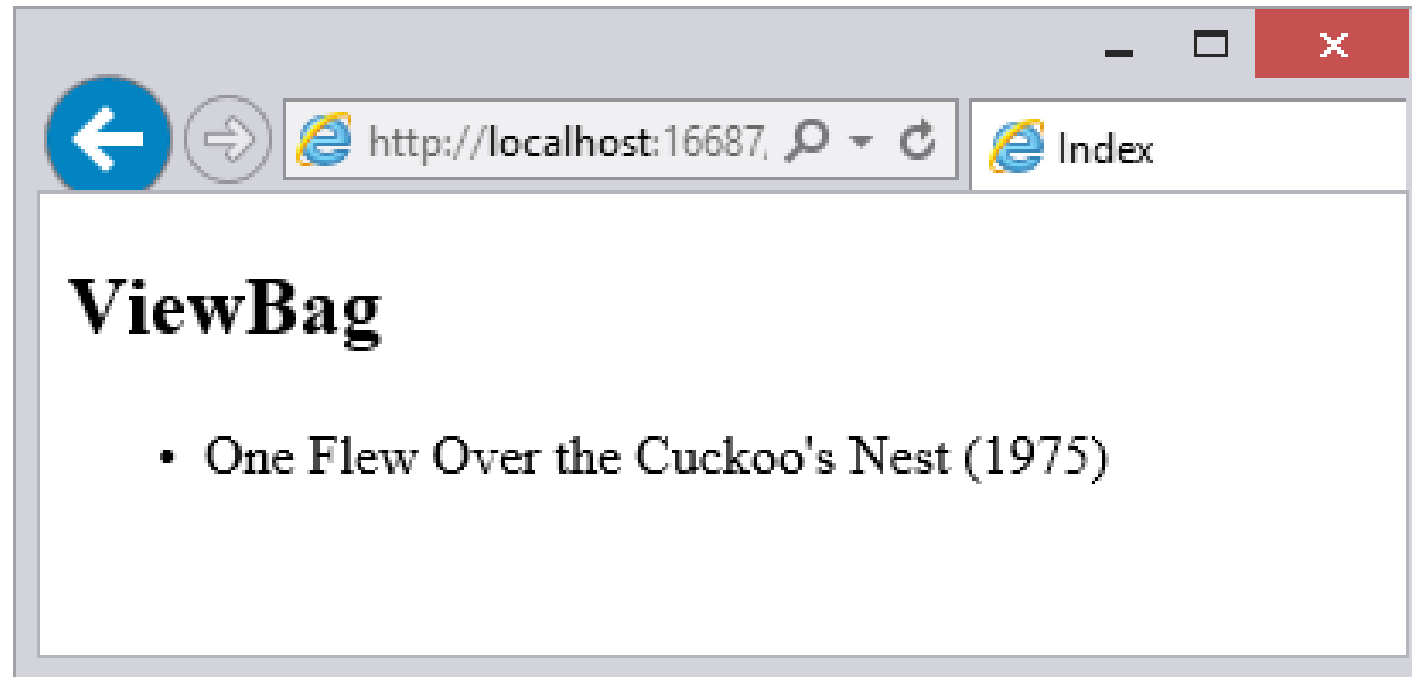 http://localhost:16687,
Index
ViewBag
• One Flew Over the Cuckoo's Nest (1975)